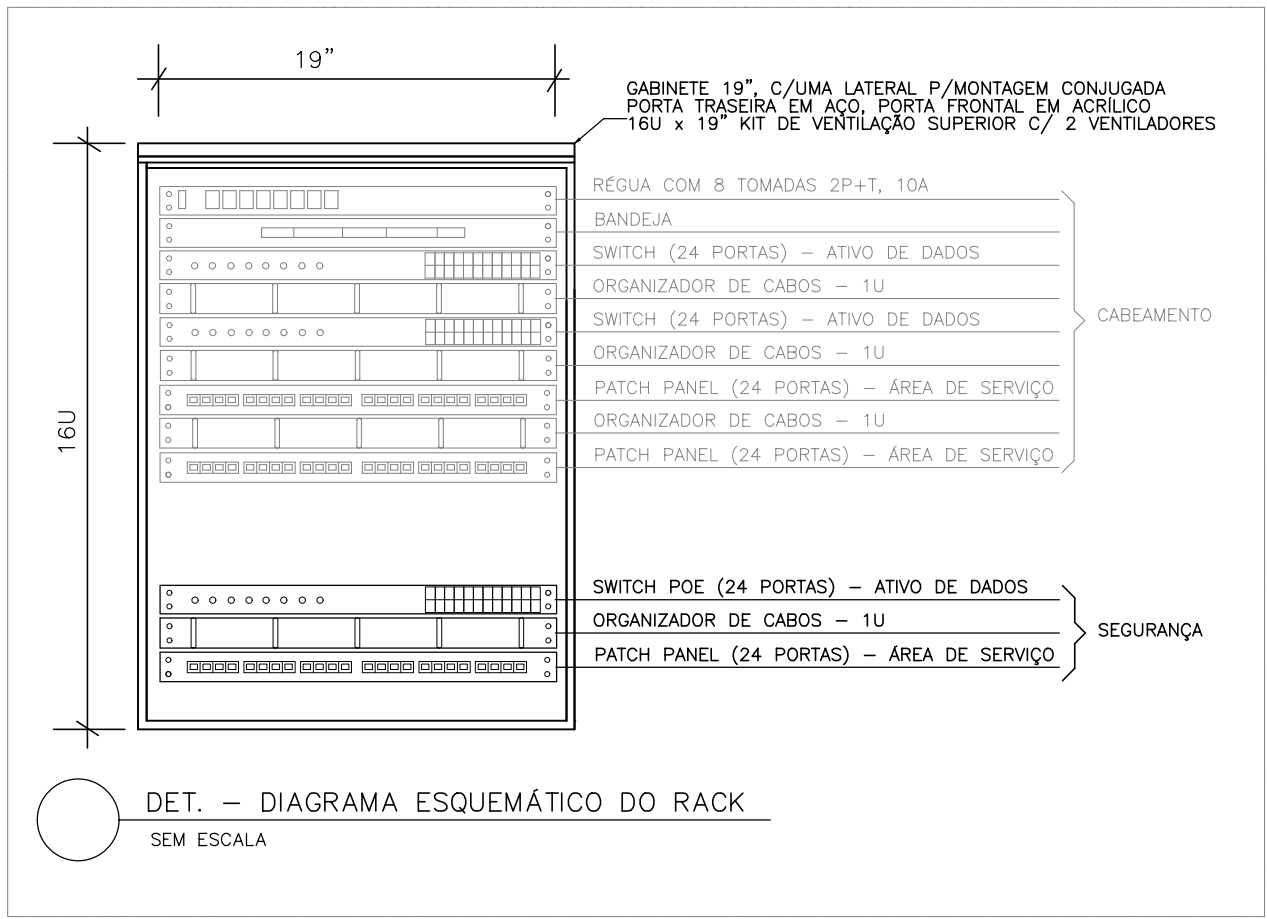 19”
GABINETE 19”, C/UMA LATERAL P/MONTAGEM CONJUGADA
PORTA TRASEIRA EM AÇO, PORTA FRONTAL EM ACRÍLICO
16U x 19” KIT DE VENTILAÇÃO SUPERIOR C/ 2 VENTILADORES
RÉGUA COM 8 TOMADAS 2P+T, 10A
BANDEJA
SWITCH (24 PORTAS) – ATIVO DE DADOS
ORGANIZADOR DE CABOS – 1U
SWITCH (24 PORTAS) – ATIVO DE DADOS
ORGANIZADOR DE CABOS – 1U
PATCH PANEL (24 PORTAS) – ÁREA DE SERVIÇO
ORGANIZADOR DE CABOS – 1U
PATCH PANEL (24 PORTAS) – ÁREA DE SERVIÇO
CABEAMENTO
16U
SWITCH POE (24 PORTAS) – ATIVO DE DADOS
ORGANIZADOR DE CABOS – 1U
PATCH PANEL (24 PORTAS) – ÁREA DE SERVIÇO
SEGURANÇA
DET. – DIAGRAMA ESQUEMÁTICO DO RACK
SEM ESCALA